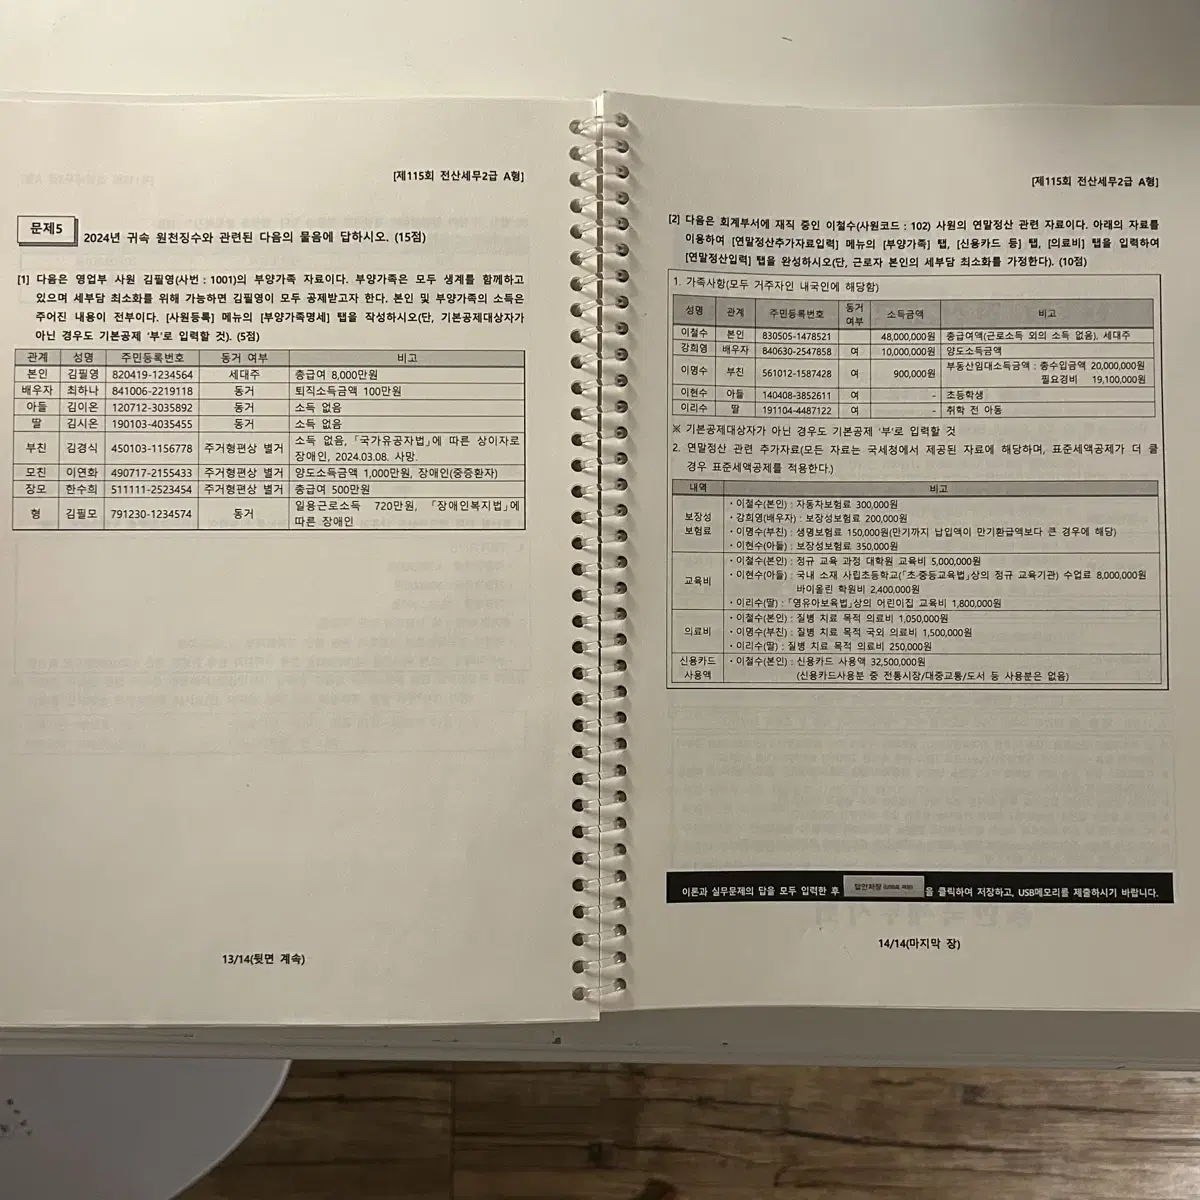 [제115회 전산세무2급 A형]
문제5
2024년 귀속 원천징수와 관련된 다음의 물음에 답하시오. (15점)
[1] 다음은 영업부 사원 김필영(사번 : 1001)의 부양가족 자료이다. 부양가족은 모두 생계를 함께하고
있으며 세부담 최소화를 위해 가능하면 김필영이 모두 공제받고자 한다. 본인 및 부양가족의 소득은
주어진 내용이 전부이다. [사원등록] 메뉴의 [부양가족명세] 탭을 작성하시오(단, 기본공제대상자가
아닌 경우도 기본공제 '부'로 입력할 것). (5점)
관계 성명 주민등록번호 동거 여부 비고
본인 김필영 820419-1234564 세대주 총급여 8,000만원
배우자 최하나 841006-2219118 동거 퇴직소득금액 100만원
아들 김이온 120712-3035892 동거 소득 없음
딸 김시온 190103-4035455 동거 소득 없음
부친 김경식 450103-1156778 주거형편상 별거 소득 없음, 「국가유공자법」에 따른 상이자로
장애인, 2024.03.08. 사망.
모친 이연화 490717-2155433 주거형편상 별거 양도소득금액 1,000만원, 장애인(중증환자)
장모 한수희 511111-2523454 주거형편상 별거 총급여 500만원
형 김필모 791230-1234574 동거 일용근로소득 720만원, 「장애인복지법」에
따른 장애인
13/14(뒷면 계속)
[제115회 전산세무2급 A형]
[2] 다음은 회계부서에 재직 중인 이철수(사원코드 : 102) 사원의 연말정산 관련 자료이다. 아래의 자료를
이용하여 [연말정산추가자료입력] 메뉴의 [부양가족] 탭, [신용카드 등] 탭, [의료비] 탭을 입력하여
[연말정산입력] 탭을 완성하시오(단, 근로자 본인의 세부담 최소화를 가정한다). (10점)
1. 가족사항(모두 거주자인 내국인에 해당함)
성명 관계 주민등록번호 동거 여부 소득금액 비고
이철수 본인 830505-1478521 48,000,000원 총급여액(근로소득 외의 소득 없음), 세대주
강희영 배우자 840630-2547858 여 10,000,000원 양도소득금액
이명수 부친 561012-1587428 여 900,000원 부동산임대소득금액 : 총수입금액 20,000,000원
필요경비 19,100,000원
이현수 아들 140408-3852611 여 - 초등학생
이리수 딸 191104-4487122 여 - 취학 전 아동
※ 기본공제대상자가 아닌 경우도 기본공제 '부'로 입력할 것
2. 연말정산 관련 추가자료(모든 자료는 국세청에서 제공된 자료에 해당하며, 표준세액공제가 더 클
경우 표준세액공제를 적용한다.)
내역 비고
보장성 보험료 · 이철수(본인) : 자동차보험료 300,000원
· 강희영(배우자) : 보장성보험료 200,000원
· 이명수(부친) : 생명보험료 150,000원(만기까지 납입액이 만기환급액보다 큰 경우에 해당)
· 이현수(아들) : 보장성보험료 350,000원
교육비 · 이철수(본인) : 정규 교육 과정 대학원 교육비 5,000,000원
· 이현수(아들) : 국내 소재 사립초등학교(「초·중등교육법」상의 정규 교육기관) 수업료 8,000,000원
바이올린 학원비 2,400,000원
· 이리수(딸) : 「영유아보육법」상의 어린이집 교육비 1,800,000원
의료비 · 이철수(본인) : 질병 치료 목적 의료비 1,050,000원
· 이명수(부친) : 질병 치료 목적 국외 의료비 1,500,000원
· 이리수(딸) : 질병 치료 목적 의료비 250,000원
신용카드 사용액 · 이철수(본인) : 신용카드 사용액 32,500,000원
(신용카드사용분 중 전통시장/대중교통/도서 등 사용분은 없음)
이론과 실무문제의 답을 모두 입력한 후 답안저장(USB로 저장) 을 클릭하여 저장하고, USB메모리를 제출하시기 바랍니다.
14/14(마지막 장)